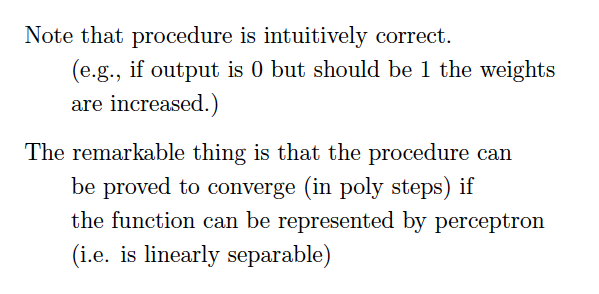 Note that procedure is intuitively correct.
(e.g., if output is 0 but should be 1 the weights
are increased.)
The remarkable thing is that the procedure can
be proved to converge (in poly steps) if
the function can be represented by perceptron
(i.e. is linearly separable)